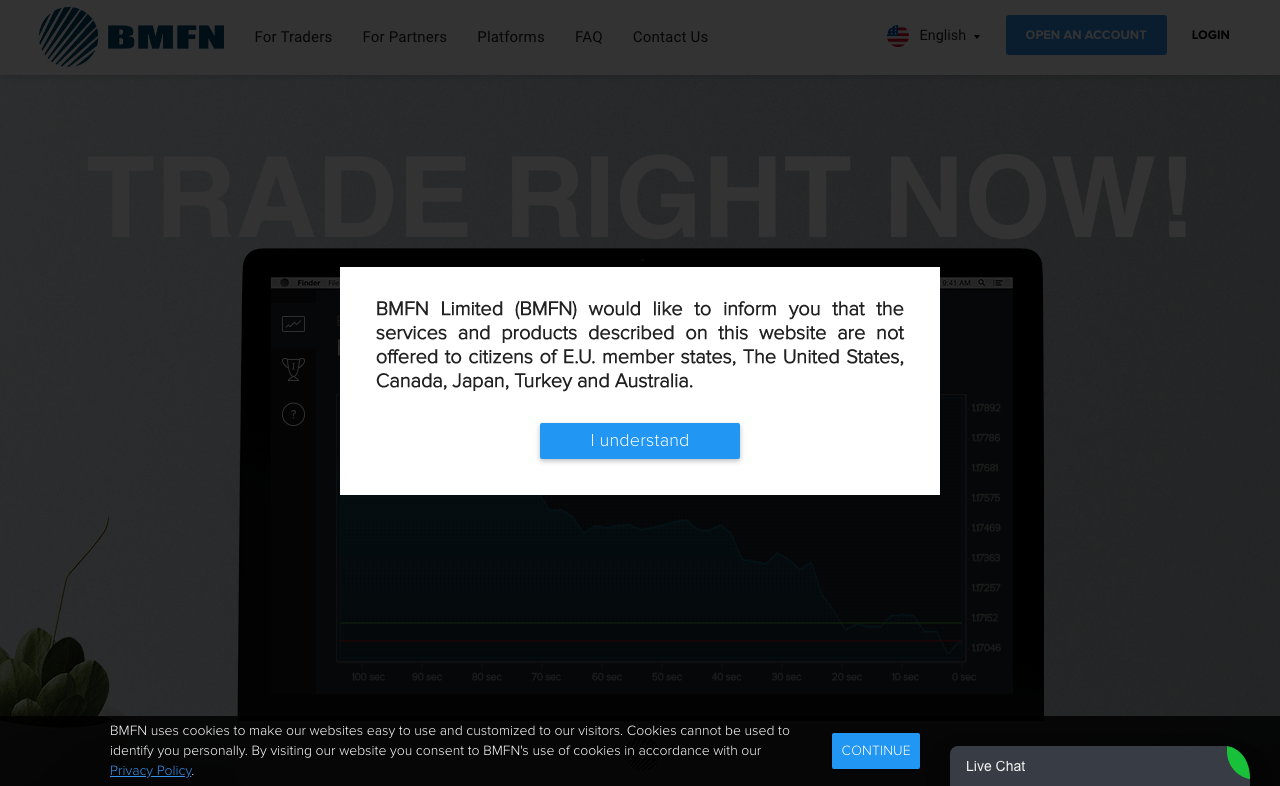 BMFN
For Traders
For Partners
Platforms
FAQ
Contact Us
English
OPEN AN ACCOUNT
LOGIN
TRADE RIGHT NOW!
Finder
9:41 AM
BMFN Limited (BMFN) would like to inform you that the
services and products described on this website are not
offered to citizens of E.U. member states, The United States,
Canada, Japan, Turkey and Australia.
I understand
?
1.17892
1.17786
1.17681
1.17575
1.17469
1.17363
1.17257
1.17152
1.17046
100 sec
90 sec
80 sec
70 sec
60 sec
50 sec
40 sec
30 sec
20 sec
10 sec
0 sec
BMFN uses cookies to make our websites easy to use and customized to our visitors. Cookies cannot be used to
identify you personally. By visiting our website you consent to BMFN's use of cookies in accordance with our
Privacy Policy.
CONTINUE
Live Chat